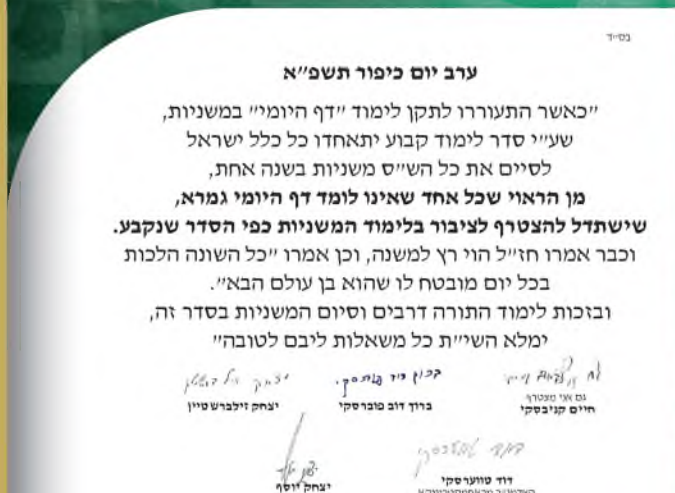 בס״ד
ערב יום כיפור תשפ״א
״כאשר התעוררו לתקן לימוד ״דף היומי״ במשניות,
שע״י סדר לימוד קבוע יתאחדו כל כלל ישראל
לסיים את כל הש״ס משניות בשנה אחת,
מן הראוי שכל אחד שאינו לומד דף היומי גמרא,
שישתדל להצטרף לציבור בלימוד המשניות כפי הסדר שנקבע.
וכבר אמרו חז״ל הוי רץ למשנה, וכן אמרו ״כל השונה הלכות
בכל יום מובטח לו שהוא בן עולם הבא״.
ובזכות לימוד התורה דרבים וסיום המשניות בסדר זה,
ימלא השי״ת כל משאלות ליבם לטובה״
גם אני מצטרף
חיים קניבסקי
ברוך דוב פוברסקי
יצחק זילברשטיין
דוד טווערסקי
יצחק יוסף